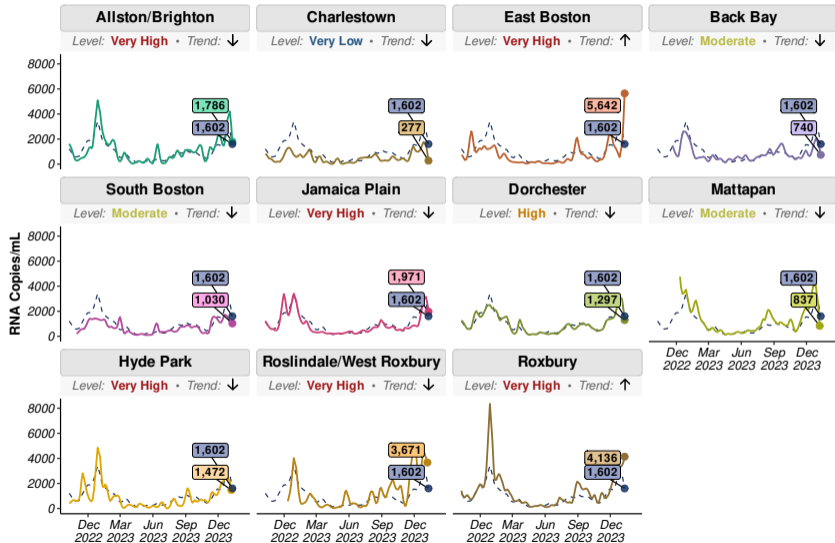 Allston/Brighton
Charlestown
East Boston
Back Bay
Level: Very High • Trend: ↓
Level: Very Low • Trend: ↓
Level: Very High • Trend: ↑
Level: Moderate • Trend: ↓
8000
6000
4000
2000
0
1,786
1,602
1,602
277
5,642
1,602
1,602
740
South Boston
Jamaica Plain
Dorchester
Mattapan
Level: Moderate • Trend: ↓
Level: Very High • Trend: ↓
Level: High • Trend: ↓
Level: Moderate • Trend: ↓
RNA Copies/mL
8000
6000
4000
2000
0
1,602
1,030
1,971
1,602
1,602
1,297
1,602
837
Dec 2022
Mar 2023
Jun 2023
Sep 2023
Dec 2023
Hyde Park
Roslindale/West Roxbury
Roxbury
Level: Very High • Trend: ↓
Level: Very High • Trend: ↓
Level: Very High • Trend: ↑
8000
6000
4000
2000
0
1,602
1,472
3,671
1,602
4,136
1,602
Dec 2022
Mar 2023
Jun 2023
Sep 2023
Dec 2023
Dec 2022
Mar 2023
Jun 2023
Sep 2023
Dec 2023
Dec 2022
Mar 2023
Jun 2023
Sep 2023
Dec 2023